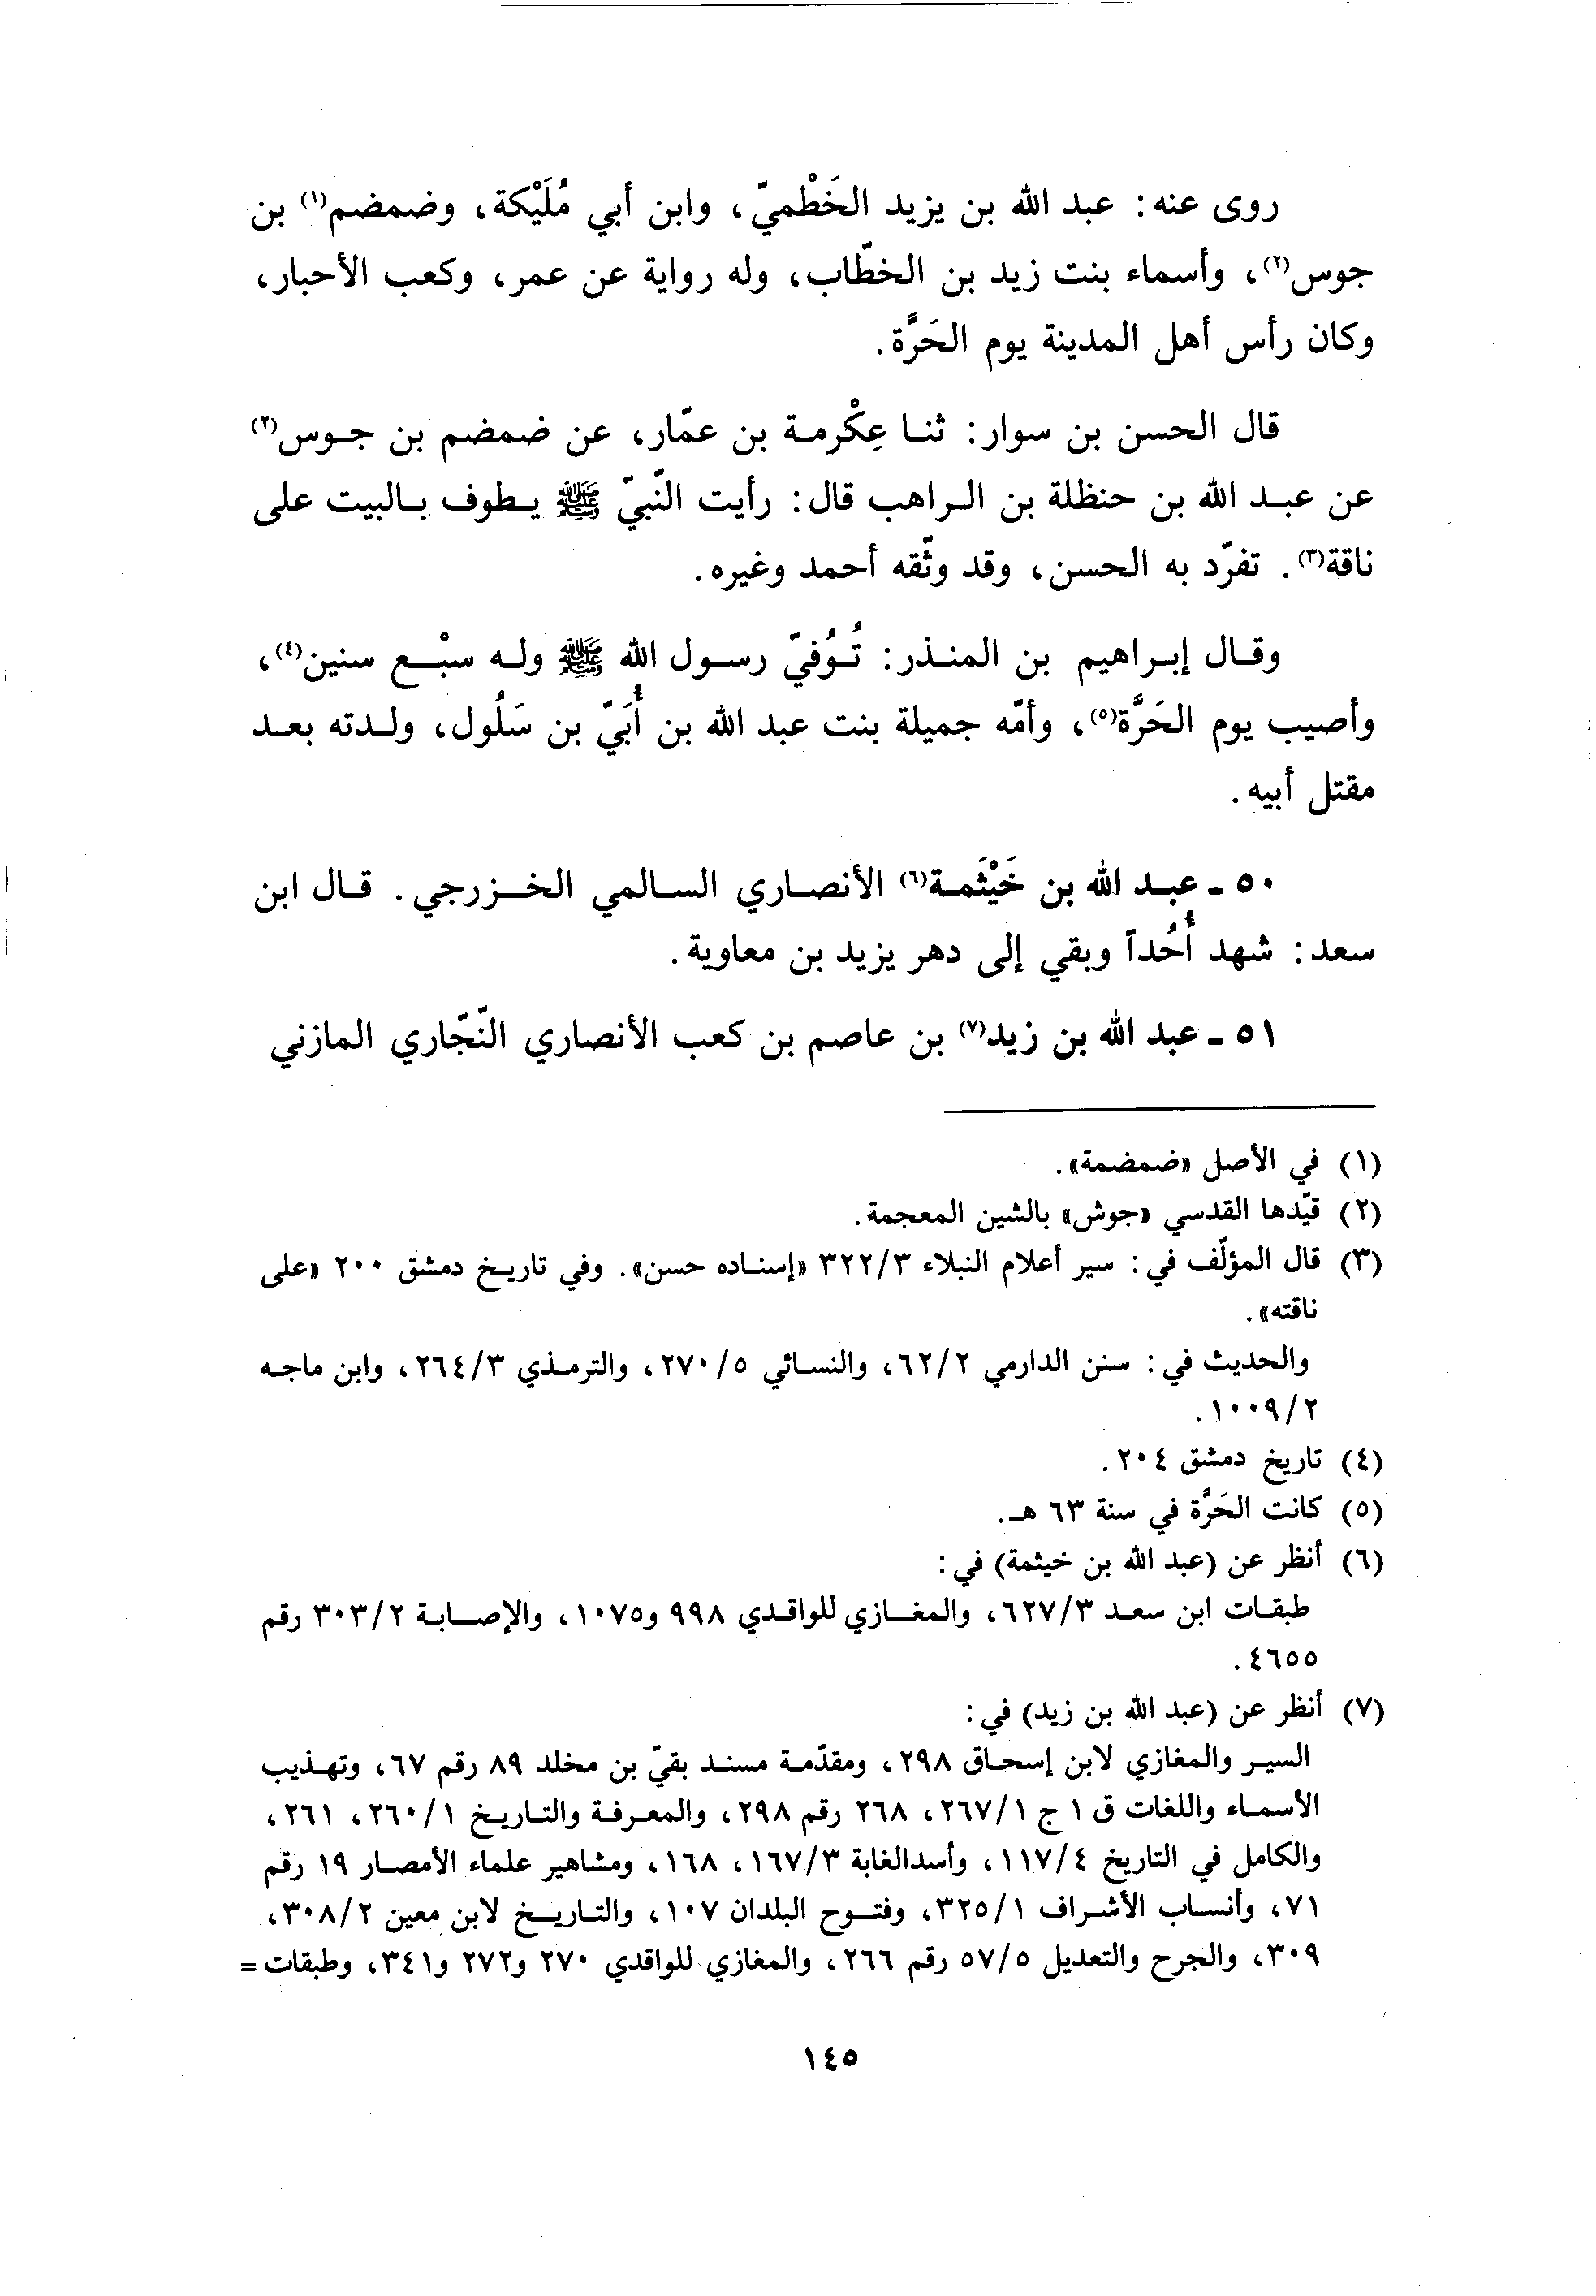 روى عنه: عبد الله بن يزيد الخَطْميّ، وابن أبي مُلَيْكة، وضمضم(١) بن
جوس(٢)، وأسماء بنت زيد بن الخطّاب، وله رواية عن عمر، وكعب الأحبار،
وكان رأس أهل المدينة يوم الحَرَّة.
قال الحسن بن سوار: ثنا عِكْرمة بن عمّار، عن ضمضم بن جوس(٢)
عن عبد الله بن حنظلة بن الراهب قال: رأيت النّبيّ ﷺ يطوف بالبيت على
ناقة(٣). تفرّد به الحسن، وقد وثّقه أحمد وغيره.
وقال إبراهيم بن المنذر: تُوُفيّ رسول الله ﷺ وله سبْع سنين(٤)،
وأصيب يوم الحَرَّة(٥)، وأمّه جميلة بنت عبد الله بن أُبَيّ بن سَلُول، ولدته بعد
مقتل أبيه.
٥٠ - عبد الله بن خَيْثَمة(٦) الأنصاري السالمي الخزرجي. قال ابن
سعد: شهد أُحُداً وبقي إلى دهر يزيد بن معاوية.
٥١ - عبد الله بن زيد(٧) بن عاصم بن كعب الأنصاري النّجّاري المازني
(١) في الأصل «ضمضمة».
(٢) قيّدها القدسي «جوش» بالشين المعجمة.
(٣) قال المؤلّف في: سير أعلام النبلاء ٣٢٢/٣ «إسناده حسن». وفي تاريخ دمشق ٢٠٠ «على
ناقته».
والحديث في: سنن الدارمي ٦٢/٢، والنسائي ٢٧٠/٥، والترمذي ٢٦٤/٣، وابن ماجه
١٠٠٩/٢.
(٤) تاريخ دمشق ٢٠٤.
(٥) كانت الحَرَّة في سنة ٦٣ هـ.
(٦) أنظر عن (عبد الله بن خيثمة) في:
طبقات ابن سعد ٦٢٧/٣، والمغازي للواقدي ٩٩٨ و١٠٧٥، والإصابة ٣٠٣/٢ رقم
٤٦٥٥.
(٧) أنظر عن (عبد الله بن زيد) في:
السير والمغازي لابن إسحاق ٢٩٨، ومقدّمة مسند بقيّ بن مخلد ٨٩ رقم ٦٧، وتهذيب
الأسماء واللغات ق ١ ج ٢٦٧/١، ٢٦٨ رقم ٢٩٨، والمعرفة والتاريخ ٢٦٠/١، ٢٦١،
والكامل في التاريخ ١١٧/٤، وأسدالغابة ١٦٧/٣، ١٦٨، ومشاهير علماء الأمصار ١٩ رقم
٧١، وأنساب الأشراف ٣٢٥/١، وفتوح البلدان ١٠٧، والتاريخ لابن معين ٣٠٨/٢،
٣٠٩، والجرح والتعديل ٥٧/٥ رقم ٢٦٦، والمغازي للواقدي ٢٧٠ و٢٧٢ و٣٤١، وطبقات =
١٤٥